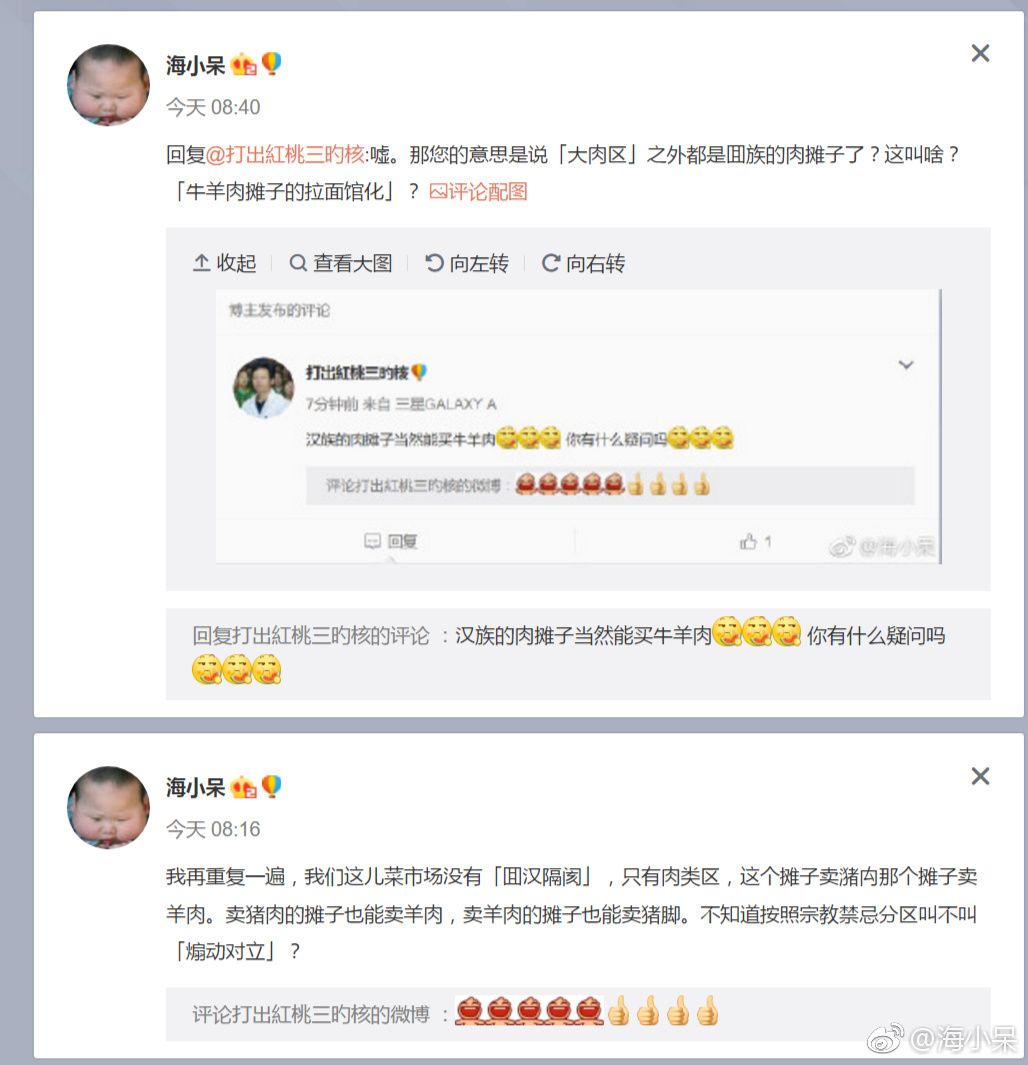 海小呆
今天 08:40
回复@打出紅桃三旳核:嘘。那您的意思是说「大肉区」之外都是囬族的肉摊子了？这叫啥？
「牛羊肉摊子的拉面馆化」？ 评论配图
收起 查看大图 向左转 向右转
博主发布的评论
打出紅桃三旳核
7分钟前 来自 三星GALAXY A
汉族的肉摊子当然能买牛羊肉 你有什么疑问吗
评论打出紅桃三旳核的微博：
回复 1
@海小呆
回复打出紅桃三旳核的评论 ：汉族的肉摊子当然能买牛羊肉 你有什么疑问吗
海小呆
今天 08:16
我再重复一遍，我们这儿菜市场没有「囬汉隔阂」，只有肉类区，这个摊子卖猪肉那个摊子卖
羊肉。卖猪肉的摊子也能卖羊肉，卖羊肉的摊子也能卖猪脚。不知道按照宗教禁忌分区叫不叫
「煽动对立」？
评论打出紅桃三旳核的微博 ：
@海小呆